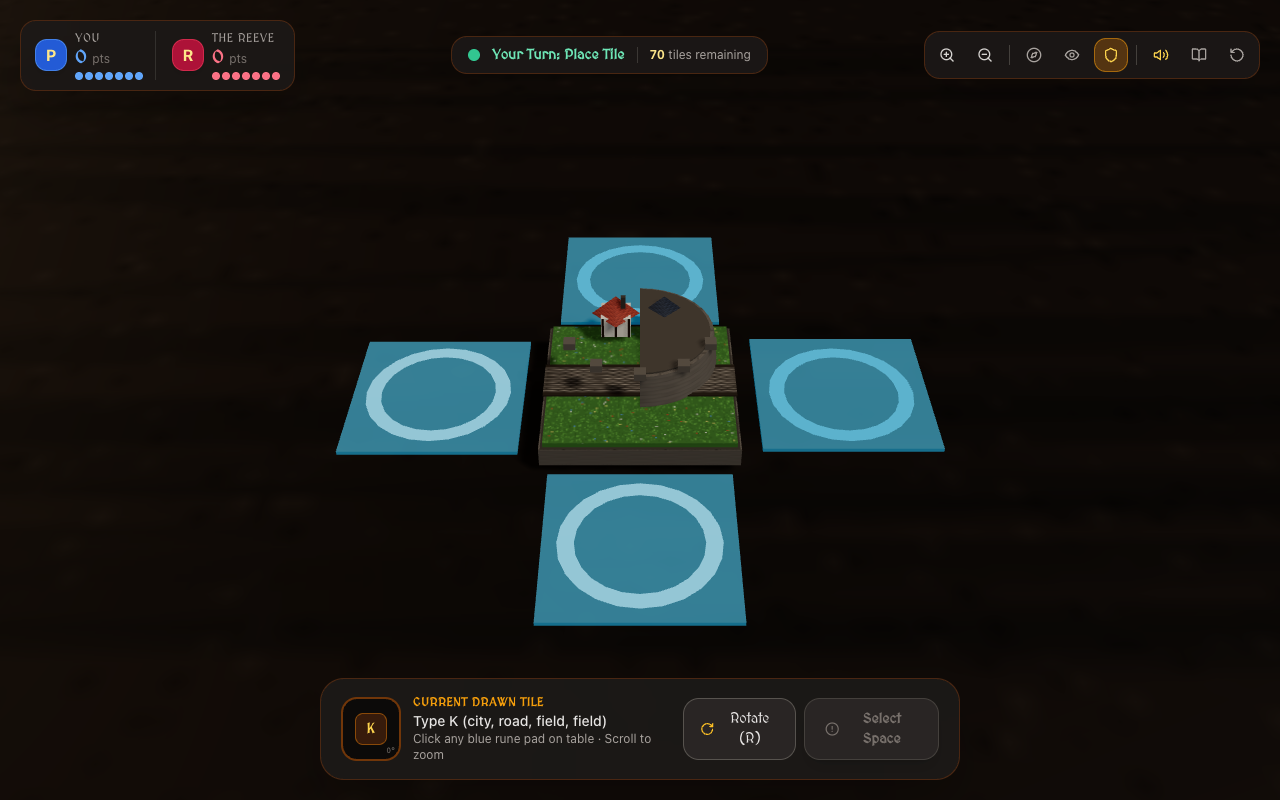 P
YOU
0 pts
R
THE REEVE
0 pts
Your Turn: Place Tile
70 tiles remaining
K
0°
CURRENT DRAWN TILE
Type K (city, road, field, field)
Click any blue rune pad on table · Scroll to
zoom
Rotate
(R)
Select
Space